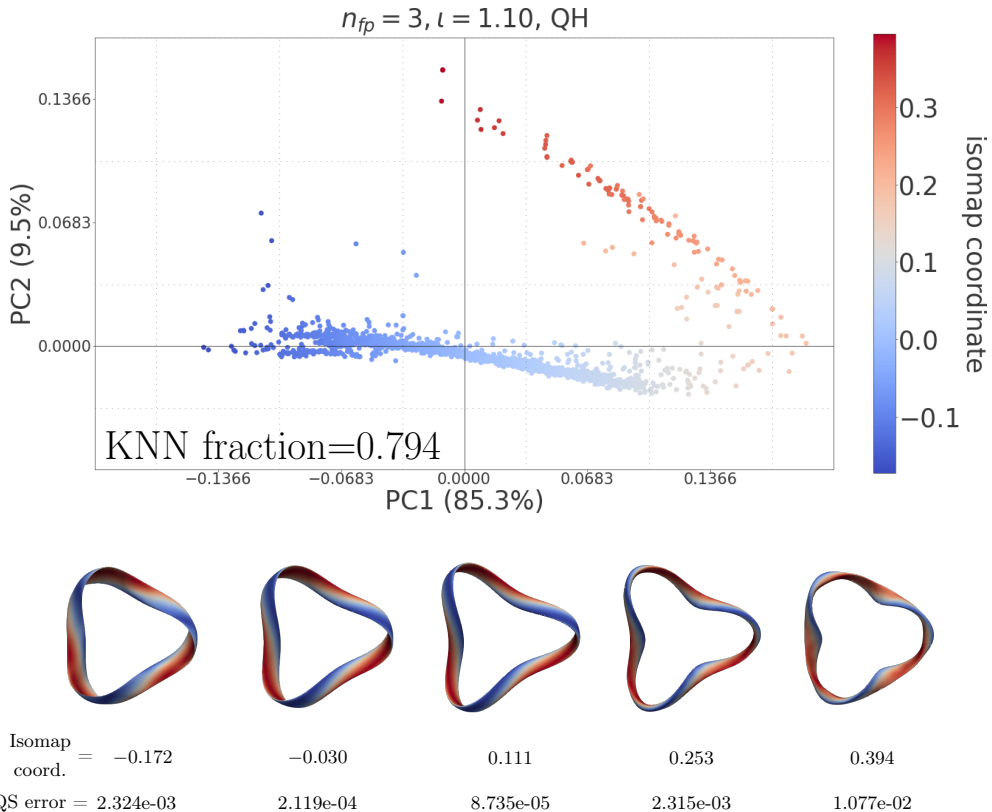 n_{fp} = 3, ι = 1.10, QH
0.1366
0.0683
0.0000
PC2 (9.5%)
KNN fraction=0.794
−0.1366 −0.0683 0.0000 0.0683 0.1366
PC1 (85.3%)
0.3
0.2
0.1
0.0
−0.1
isomap coordinate
Isomap
coord. = −0.172 −0.030 0.111 0.253 0.394
QS error = 2.324e-03 2.119e-04 8.735e-05 2.315e-03 1.077e-02